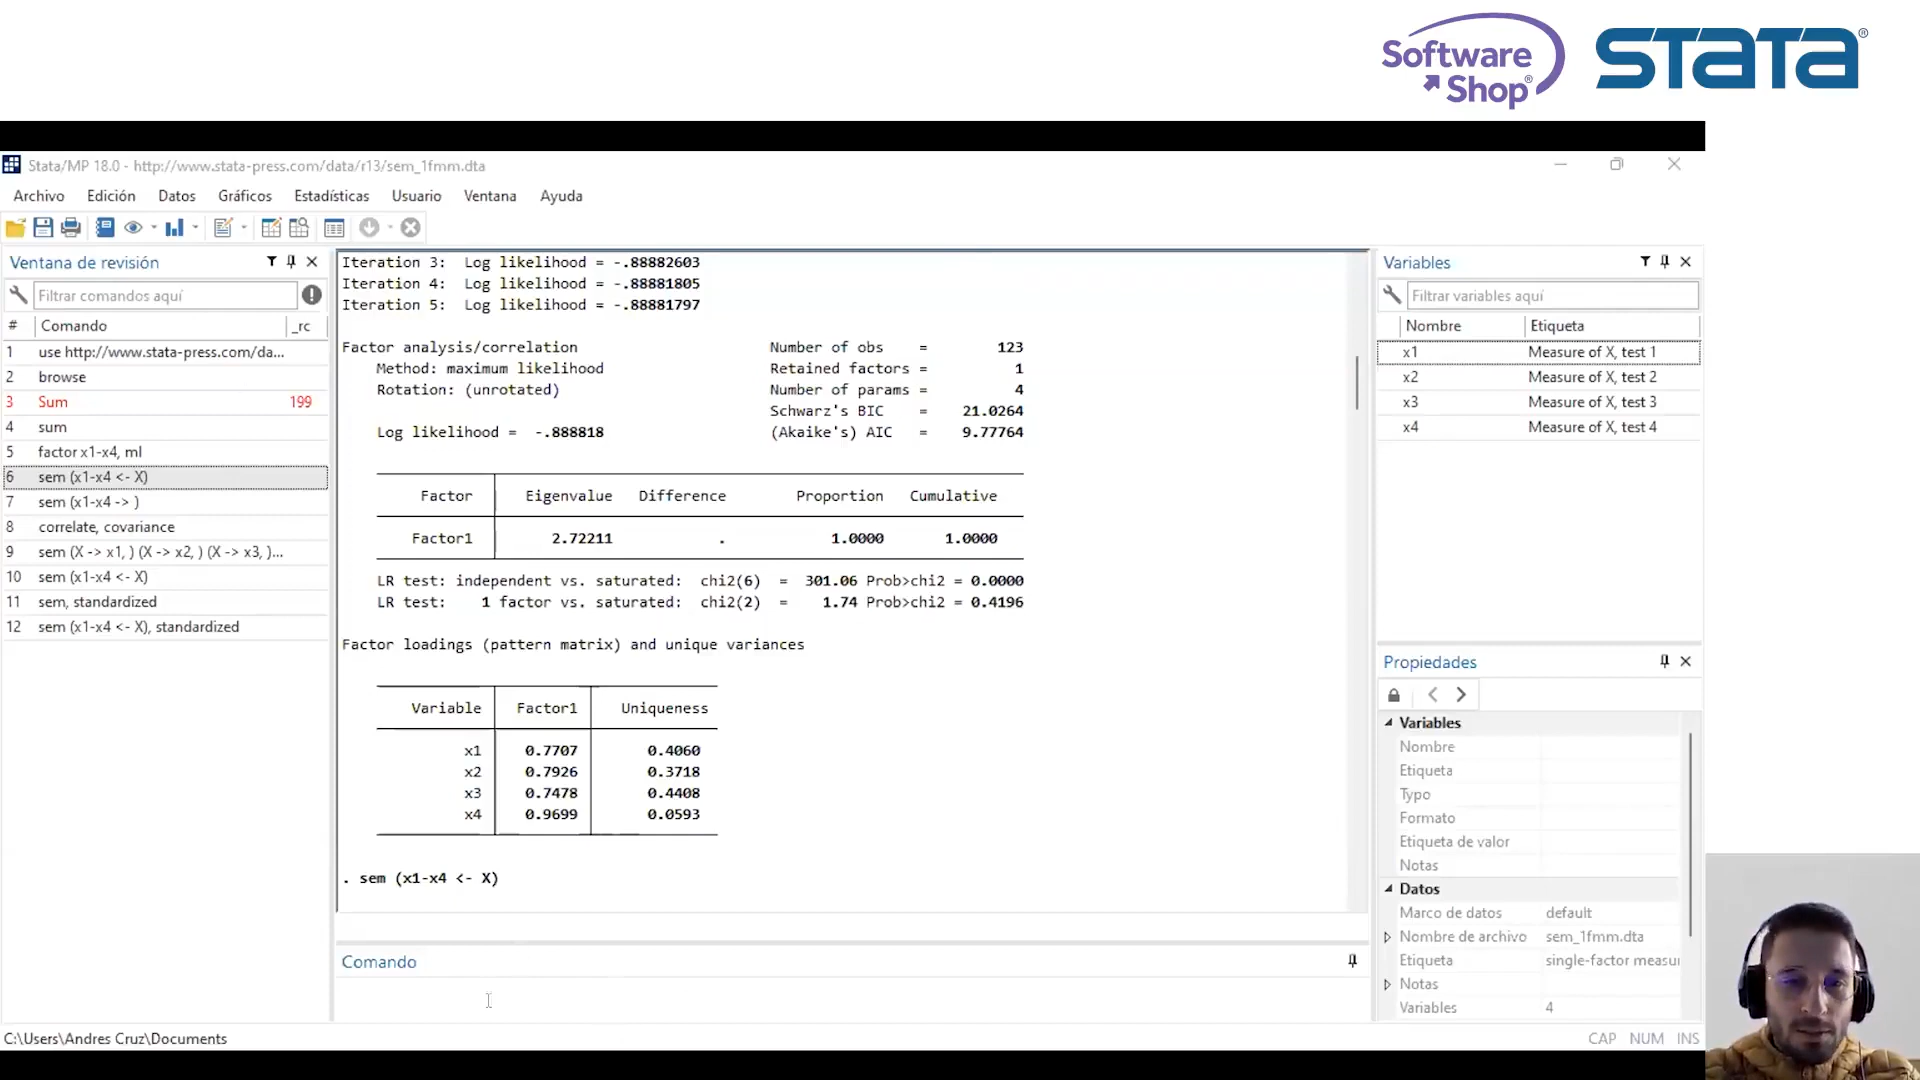 Software
Shop®
STATA®
Stata/MP 18.0 - http://www.stata-press.com/data/r13/sem_1fmm.dta
Archivo Edición Datos Gráficos Estadísticas Usuario Ventana Ayuda
Ventana de revisión
Filtrar comandos aquí
# Comando _rc
1 use http://www.stata-press.com/da...
2 browse
3 Sum 199
4 sum
5 factor x1-x4, ml
6 sem (x1-x4 <- X)
7 sem (x1-x4 -> )
8 correlate, covariance
9 sem (X -> x1, ) (X -> x2, ) (X -> x3, )...
10 sem (x1-x4 <- X)
11 sem, standardized
12 sem (x1-x4 <- X), standardized
Iteration 3: Log likelihood = -.88882603
Iteration 4: Log likelihood = -.88881805
Iteration 5: Log likelihood = -.88881797
Factor analysis/correlation Number of obs = 123
Method: maximum likelihood Retained factors = 1
Rotation: (unrotated) Number of params = 4
Schwarz's BIC = 21.0264
Log likelihood = -.888818 (Akaike's) AIC = 9.77764
Factor Eigenvalue Difference Proportion Cumulative
Factor1 2.72211 . 1.0000 1.0000
LR test: independent vs. saturated: chi2(6) = 301.06 Prob>chi2 = 0.0000
LR test: 1 factor vs. saturated: chi2(2) = 1.74 Prob>chi2 = 0.4196
Factor loadings (pattern matrix) and unique variances
Variable Factor1 Uniqueness
x1 0.7707 0.4060
x2 0.7926 0.3718
x3 0.7478 0.4408
x4 0.9699 0.0593
. sem (x1-x4 <- X)
Comando
Variables
Filtrar variables aquí
Nombre Etiqueta
x1 Measure of X, test 1
x2 Measure of X, test 2
x3 Measure of X, test 3
x4 Measure of X, test 4
Propiedades
Variables
Nombre
Etiqueta
Typo
Formato
Etiqueta de valor
Notas
Datos
Marco de datos default
Nombre de archivo sem_1fmm.dta
Etiqueta single-factor measu
Notas
Variables 4
C:\Users\Andres Cruz\Documents
CAP NUM INS